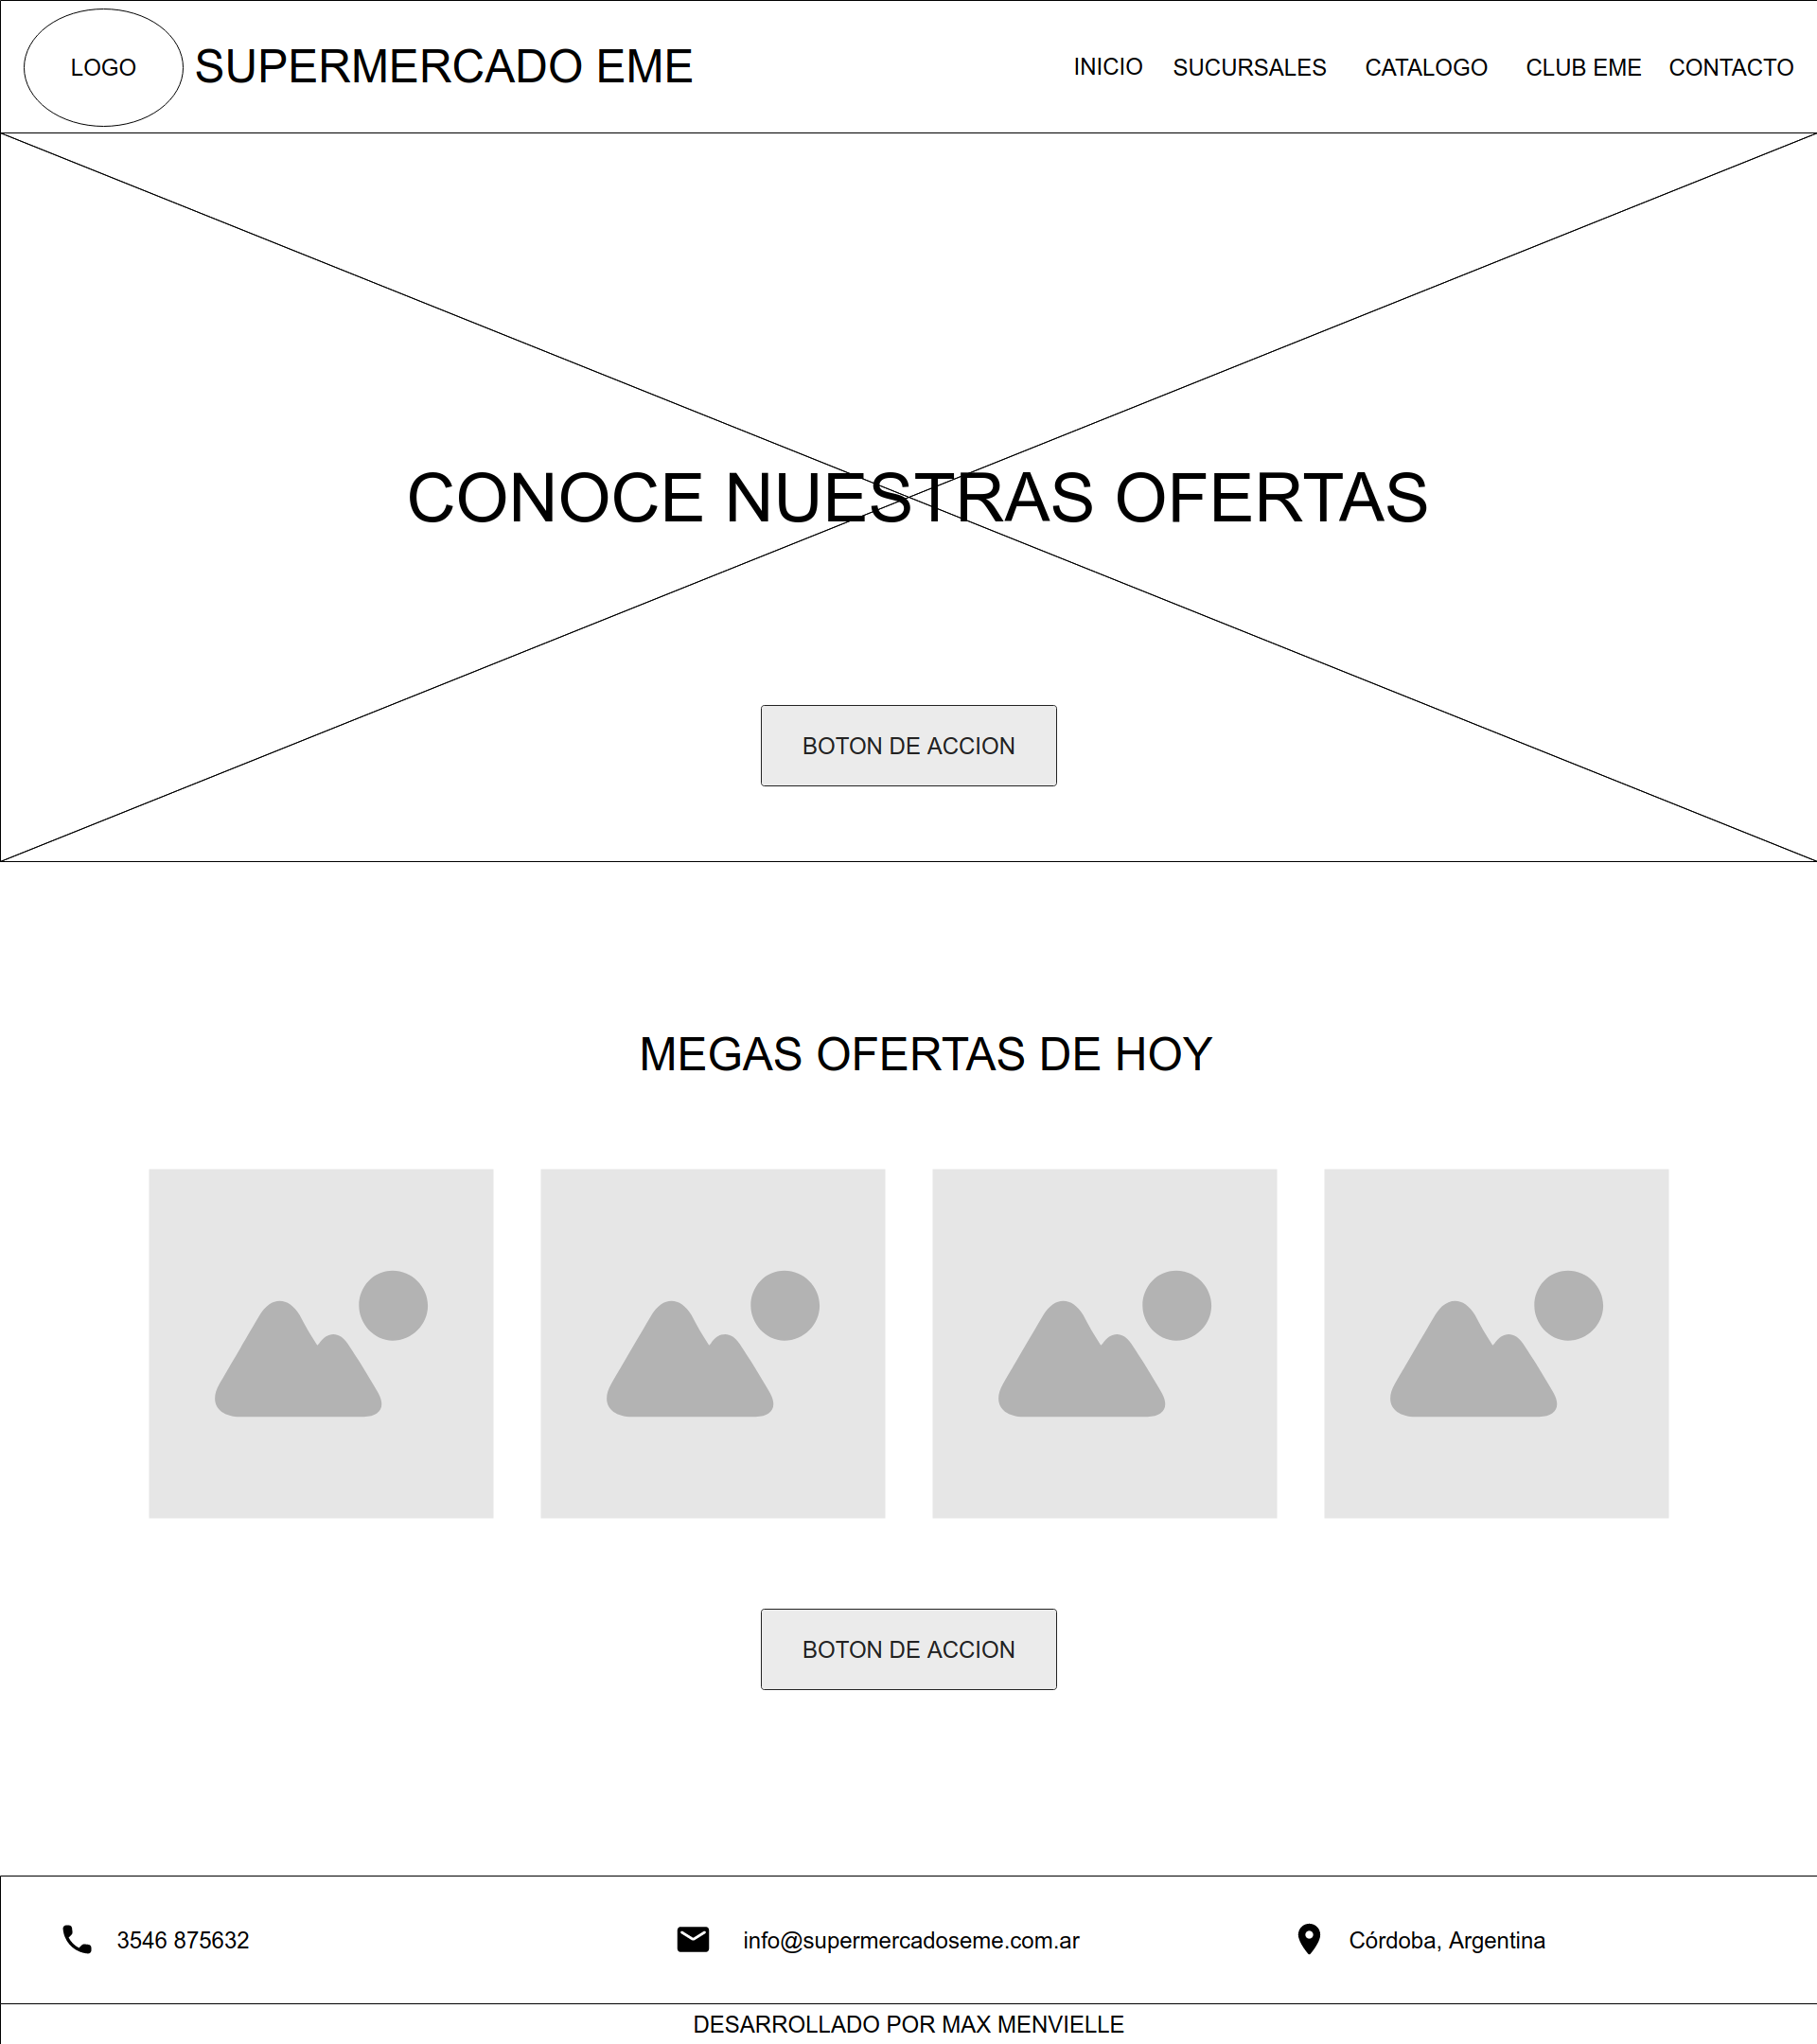 LOGO
SUPERMERCADO EME
INICIO SUCURSALES CATALOGO CLUB EME CONTACTO
CONOCE NUESTRAS OFERTAS
BOTON DE ACCION
MEGAS OFERTAS DE HOY
BOTON DE ACCION
3546 875632
info@supermercadoseme.com.ar
Córdoba, Argentina
DESARROLLADO POR MAX MENVIELLE